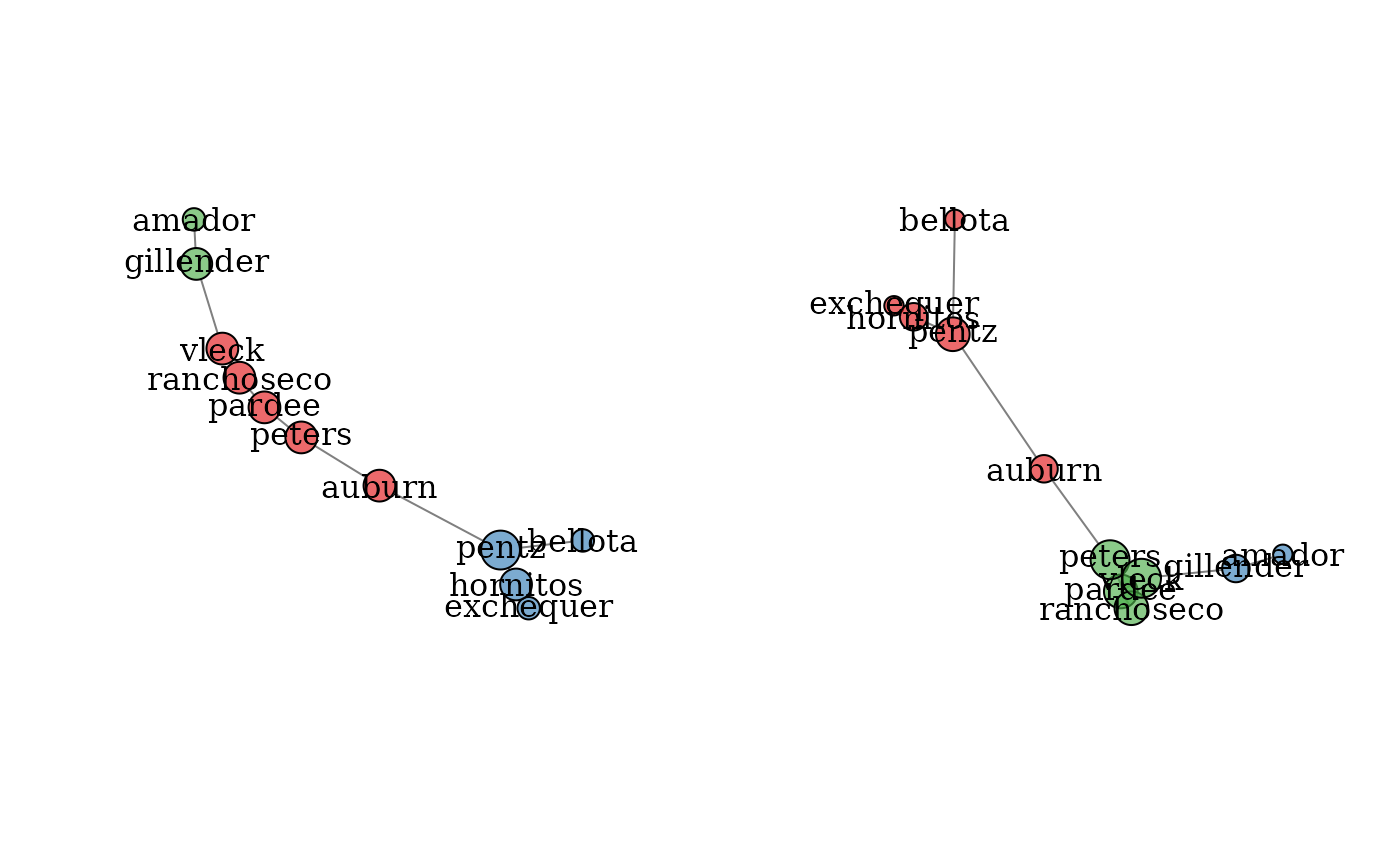 amador
gillender
vleck
ranchoseco
pardee
peters
auburn
pentz
bellota
hornitos
exchequer
bellota
exchequer
hornitos
pentz
auburn
peters
amador
gillender
vleck
pardee
ranchoseco